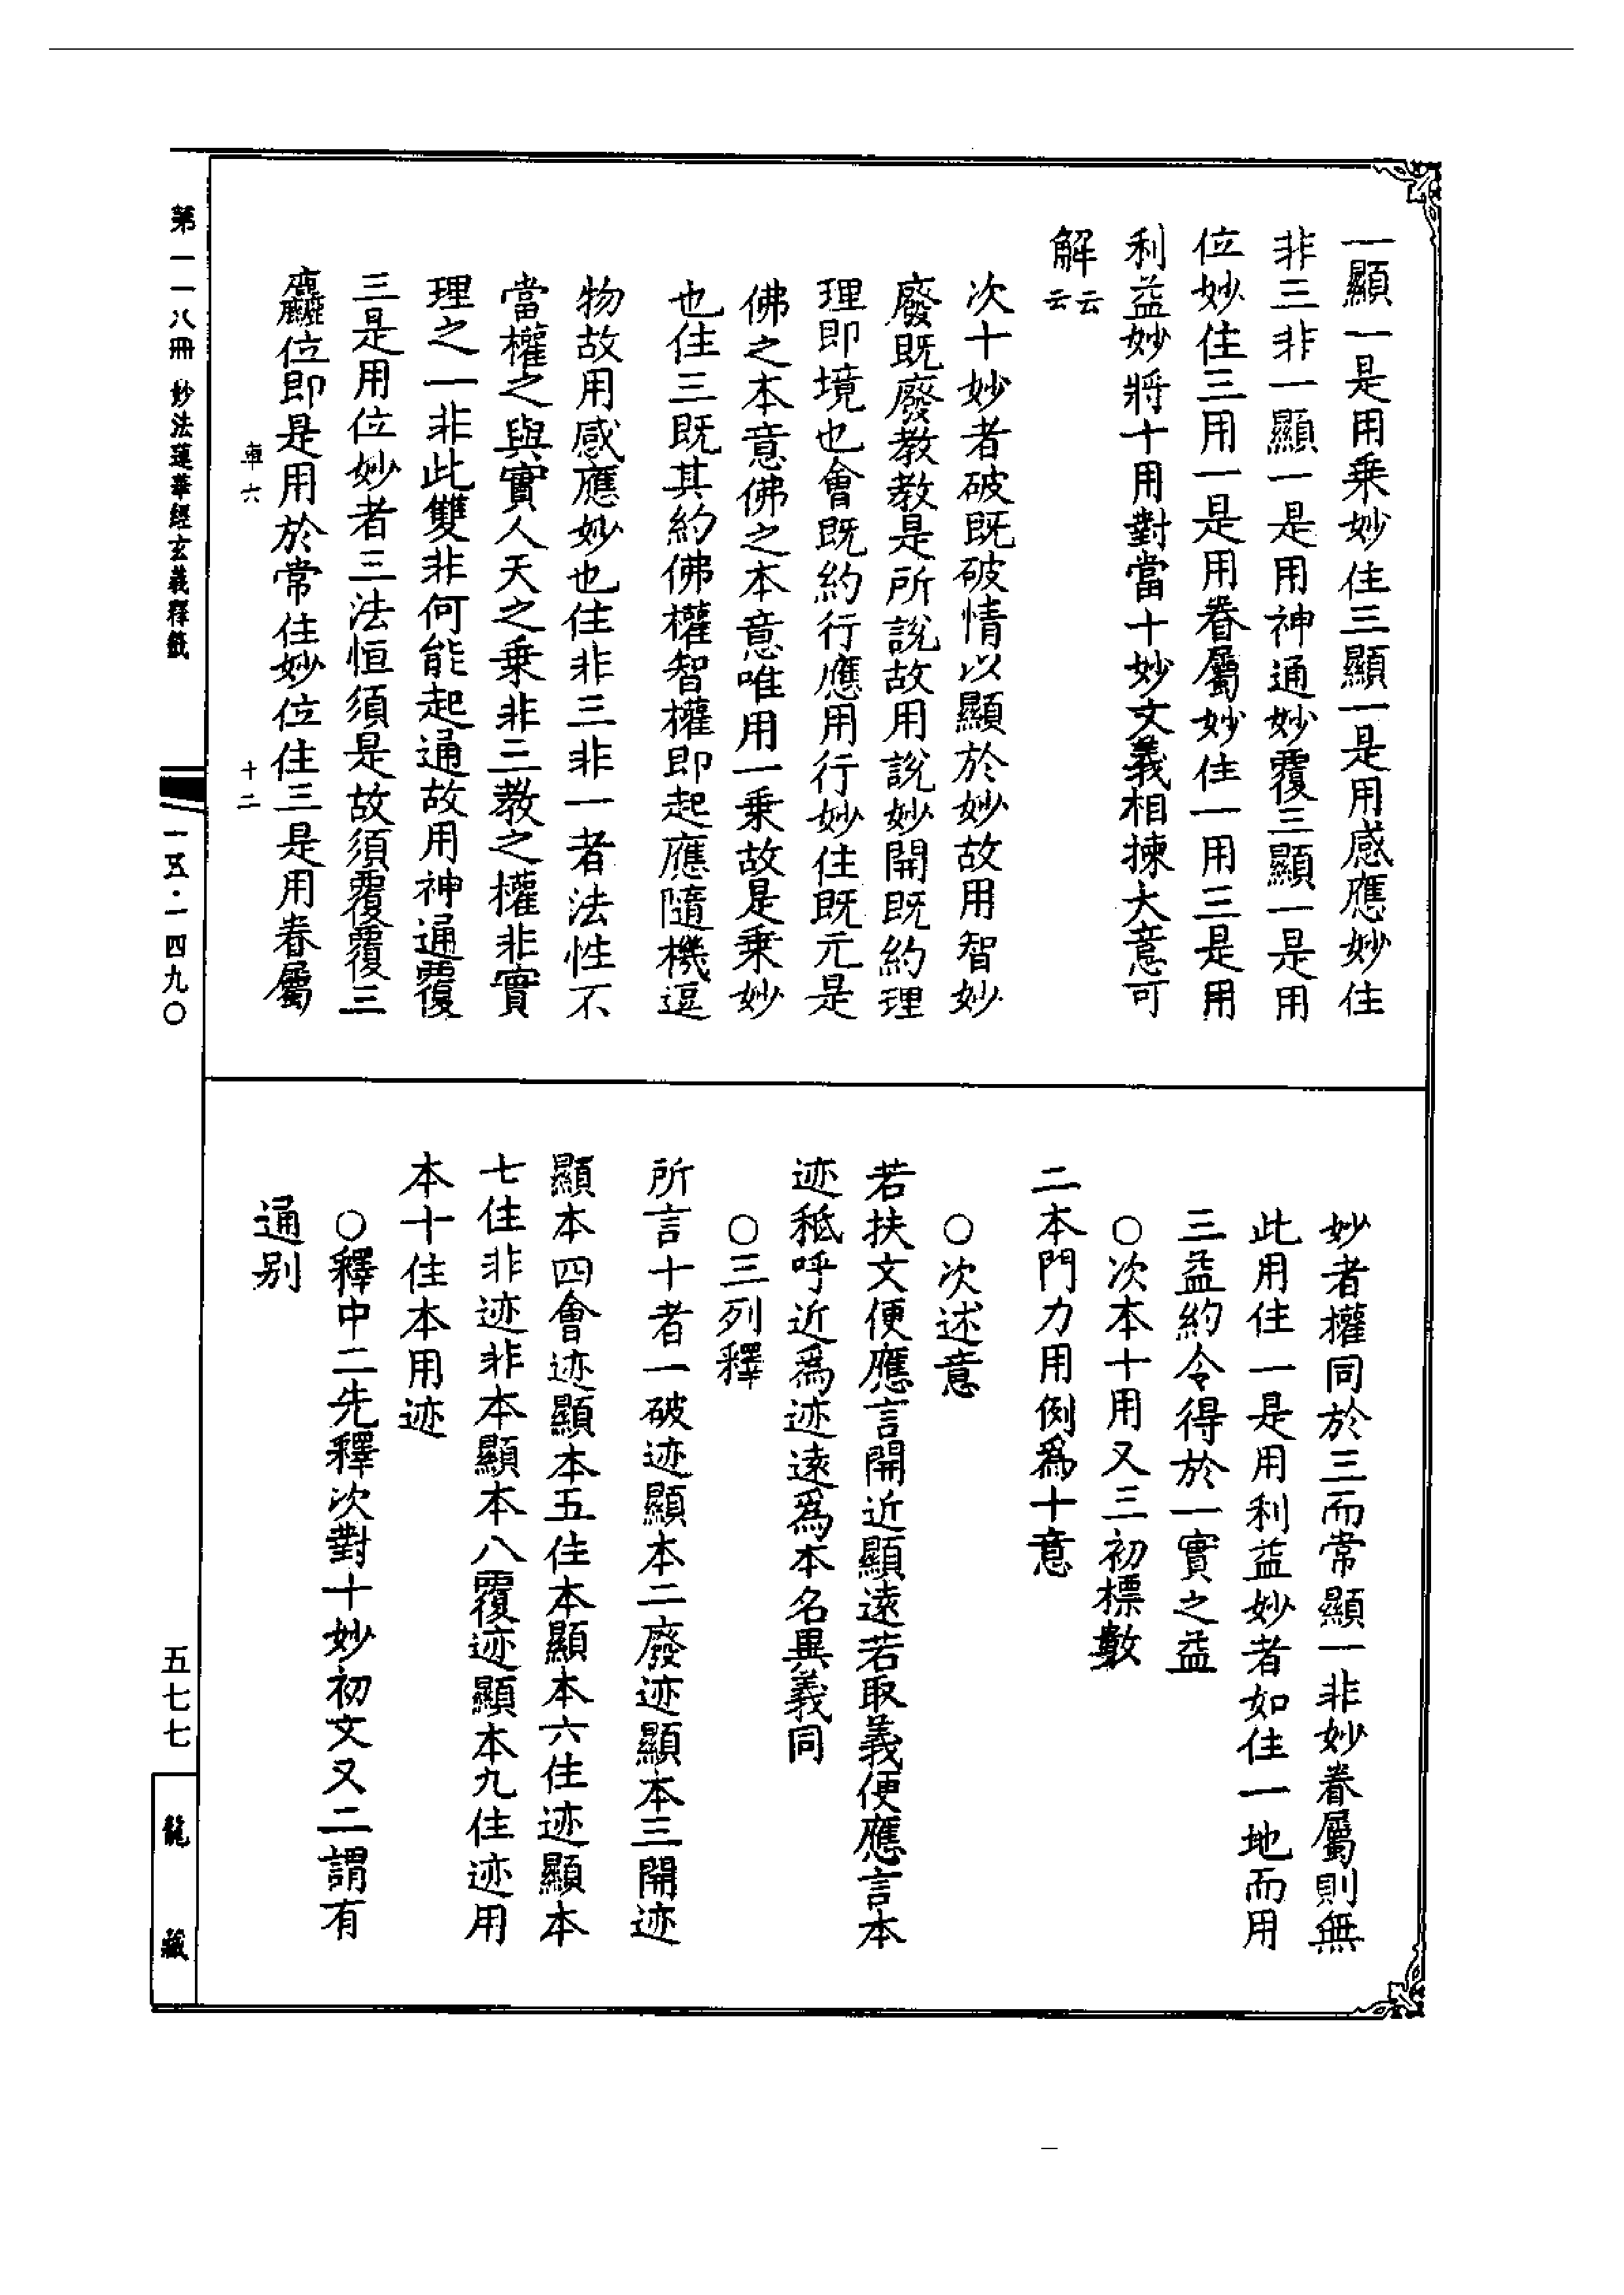 一顯一是用乗妙住三顯一是用感應妙住
非三非一顯一是用神通妙覆三顯一是用
位妙住三用一是用眷屬妙住一用三是用
利益妙將十用對當十妙文義相揀大意可
解云云
次十妙者破既破情以顯於妙故用智妙
廢既廢教教是所說故用說妙開既約理
理即境也會既約行應用行妙住既元是
佛之本意佛之本意唯用一乗故是乗妙
也住三既其約佛權智權即起應隨機逗
物故用感應妙也住非三非一者法性不
當權之與實人天之乗非三教之權非實
理之一非此雙非何能起通故用神通覆
三是用位妙者三法恒須是故須覆覆三
麤位即是用於常住妙位住三是用眷屬
車六
十二
妙者權同於三而常顯一非妙眷屬則無
此用住一是用利益妙者如住一地而用
三益約令得於一實之益
○次本十用又三初標數
二本門力用例爲十意
○次述意
若扶文便應言開近顯遠若取義便應言本
迹秖呼近爲迹遠爲本名異義同
○三列釋
所言十者一破迹顯本二廢迹顯本三開迹
顯本四會迹顯本五住本顯本六住迹顯本
七住非迹非本顯本八覆迹顯本九住迹用
本十住本用迹
○釋中二先釋次對十妙初文又二謂有
通別
第一一八冊 妙法蓮華經玄義釋籤
一五·一四九〇
五七七
龍藏